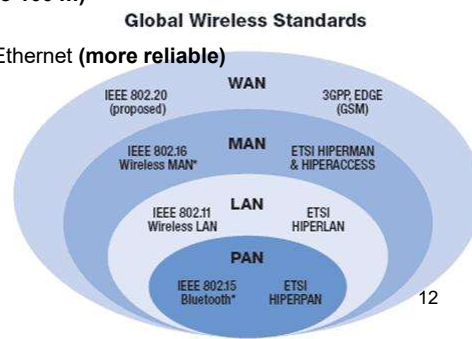 100 m)
Global Wireless Standards
Ethernet (more reliable)
WAN
IEEE 802.20
(proposed)
3GPP, EDGE
(GSM)
MAN
IEEE 802.16
Wireless MAN*
ETSI HIPERMAN
& HIPERACCESS
LAN
IEEE 802.11
Wireless LAN
ETSI
HIPERLAN
PAN
IEEE 802.15
Bluetooth*
ETSI
HIPERPAN
12